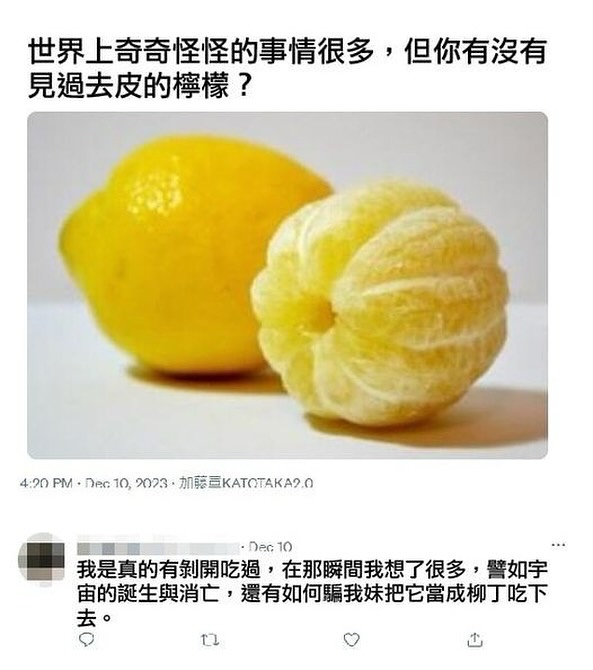 世界上奇奇怪怪的事情很多，但你有沒有
見過去皮的檸檬？
4:20 PM · Dec 10, 2023 · 加藤亘KATOTAKA2.0
· Dec 10
我是真的有剝開吃過，在那瞬間我想了很多，譬如宇
宙的誕生與消亡，還有如何騙我妹把它當成柳丁吃下
去。